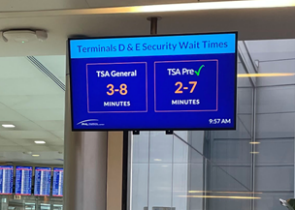 Terminals D & E Security Wait Times
TSA General
3-8
MINUTES
TSA Pre✓
2-7
MINUTES
9:57 AM